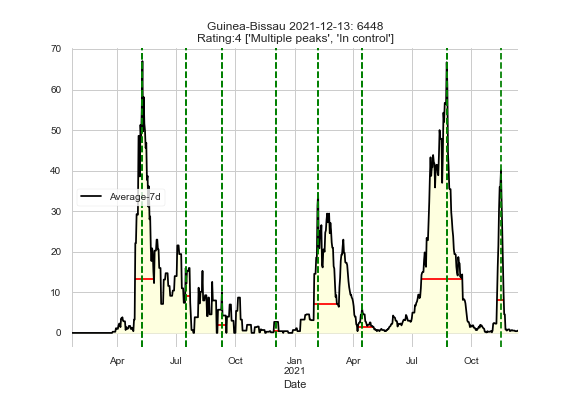 Guinea-Bissau 2021-12-13: 6448
Rating:4 ['Multiple peaks', 'In control']
70
60
50
40
30
20
10
0
Average-7d
Apr Jul Oct Jan Apr Jul Oct
2021
Date